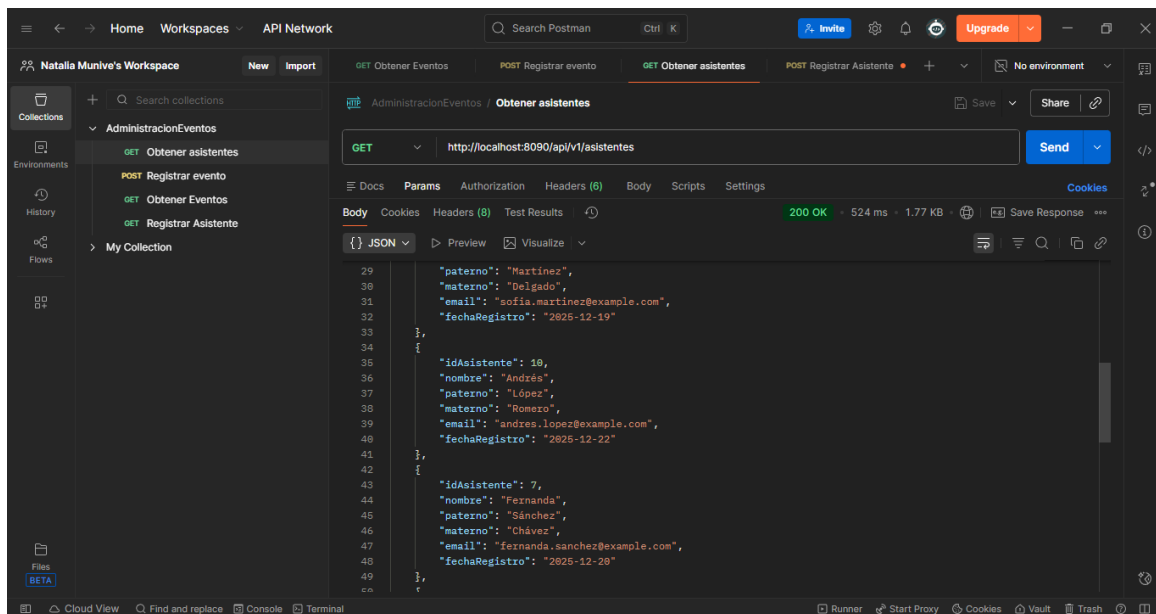 Home Workspaces API Network Search Postman Ctrl K Invite Upgrade
Natalia Munive's Workspace New Import GET Obtener Eventos POST Registrar evento GET Obtener asistentes POST Registrar Asistente No environment
Collections
Search collections
AdministracionEventos / Obtener asistentes
Save Share
AdministracionEventos
GET http://localhost:8090/api/v1/asistentes Send
GET Obtener asistentes
Environments
POST Registrar evento
Docs Params Authorization Headers (6) Body Scripts Settings Cookies
GET Obtener Eventos
History
Body Cookies Headers (8) Test Results 200 OK 524 ms 1.77 KB Save Response
GET Registrar Asistente
{} JSON Preview Visualize
My Collection
Flows
29 "paterno": "Martínez",
30 "materno": "Delgado",
31 "email": "sofia.martinez@example.com",
32 "fechaRegistro": "2025-12-19"
33 },
34 {
35 "idAsistente": 10,
36 "nombre": "Andrés",
37 "paterno": "López",
38 "materno": "Romero",
39 "email": "andres.lopez@example.com",
40 "fechaRegistro": "2025-12-22"
41 },
42 {
43 "idAsistente": 7,
44 "nombre": "Fernanda",
45 "paterno": "Sánchez",
46 "materno": "Chávez",
47 "email": "fernanda.sanchez@example.com",
48 "fechaRegistro": "2025-12-20"
49 },
50 {
Files
BETA
Cloud View Find and replace Console Terminal Runner Start Proxy Cookies Vault Trash